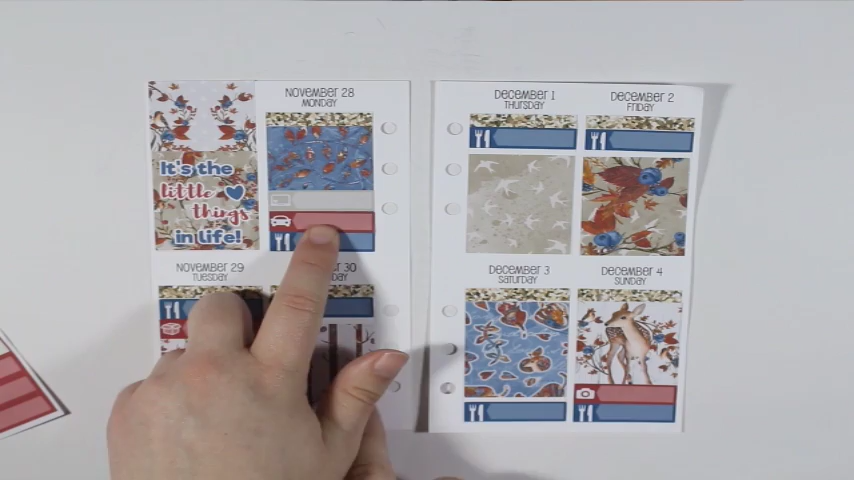 NOVEMBER 28
MONDAY
It's the
little
things
in life!
NOVEMBER 29
TUESDAY
30
DECEMBER 1
THURSDAY
DECEMBER 2
FRIDAY
DECEMBER 3
SATURDAY
DECEMBER 4
SUNDAY